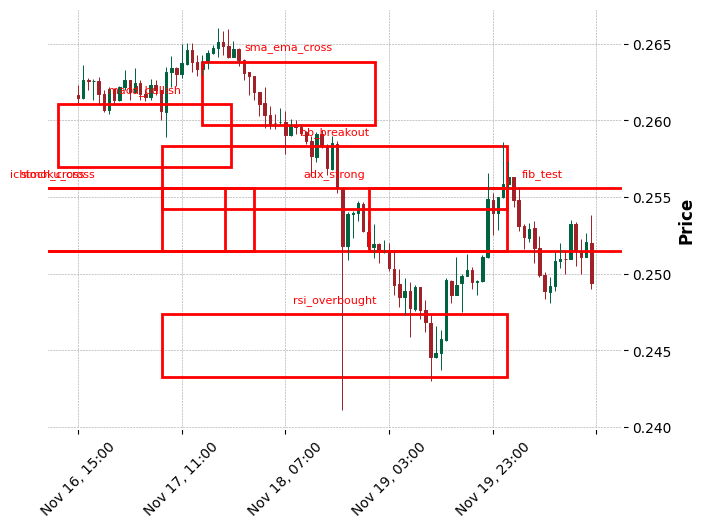 sma_ema_cross
0.265
macd_bullish
0.260
bb_breakout
adx_strong
fib_test
0.255
Price
0.250
rsi_overbought
0.245
0.240
Nov 16, 15:00
Nov 17, 11:00
Nov 18, 07:00
Nov 19, 03:00
Nov 19, 23:00